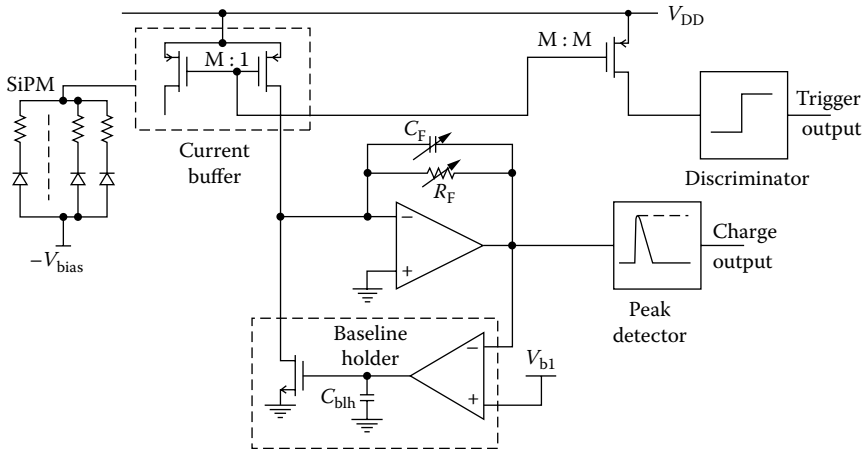 V_DD
M : M
M : 1
SiPM
Trigger
output
C_F
Current
buffer
R_F
Discriminator
−
+
Charge
output
−V_bias
Peak
detector
Baseline
holder
−
+
V_b1
C_blh